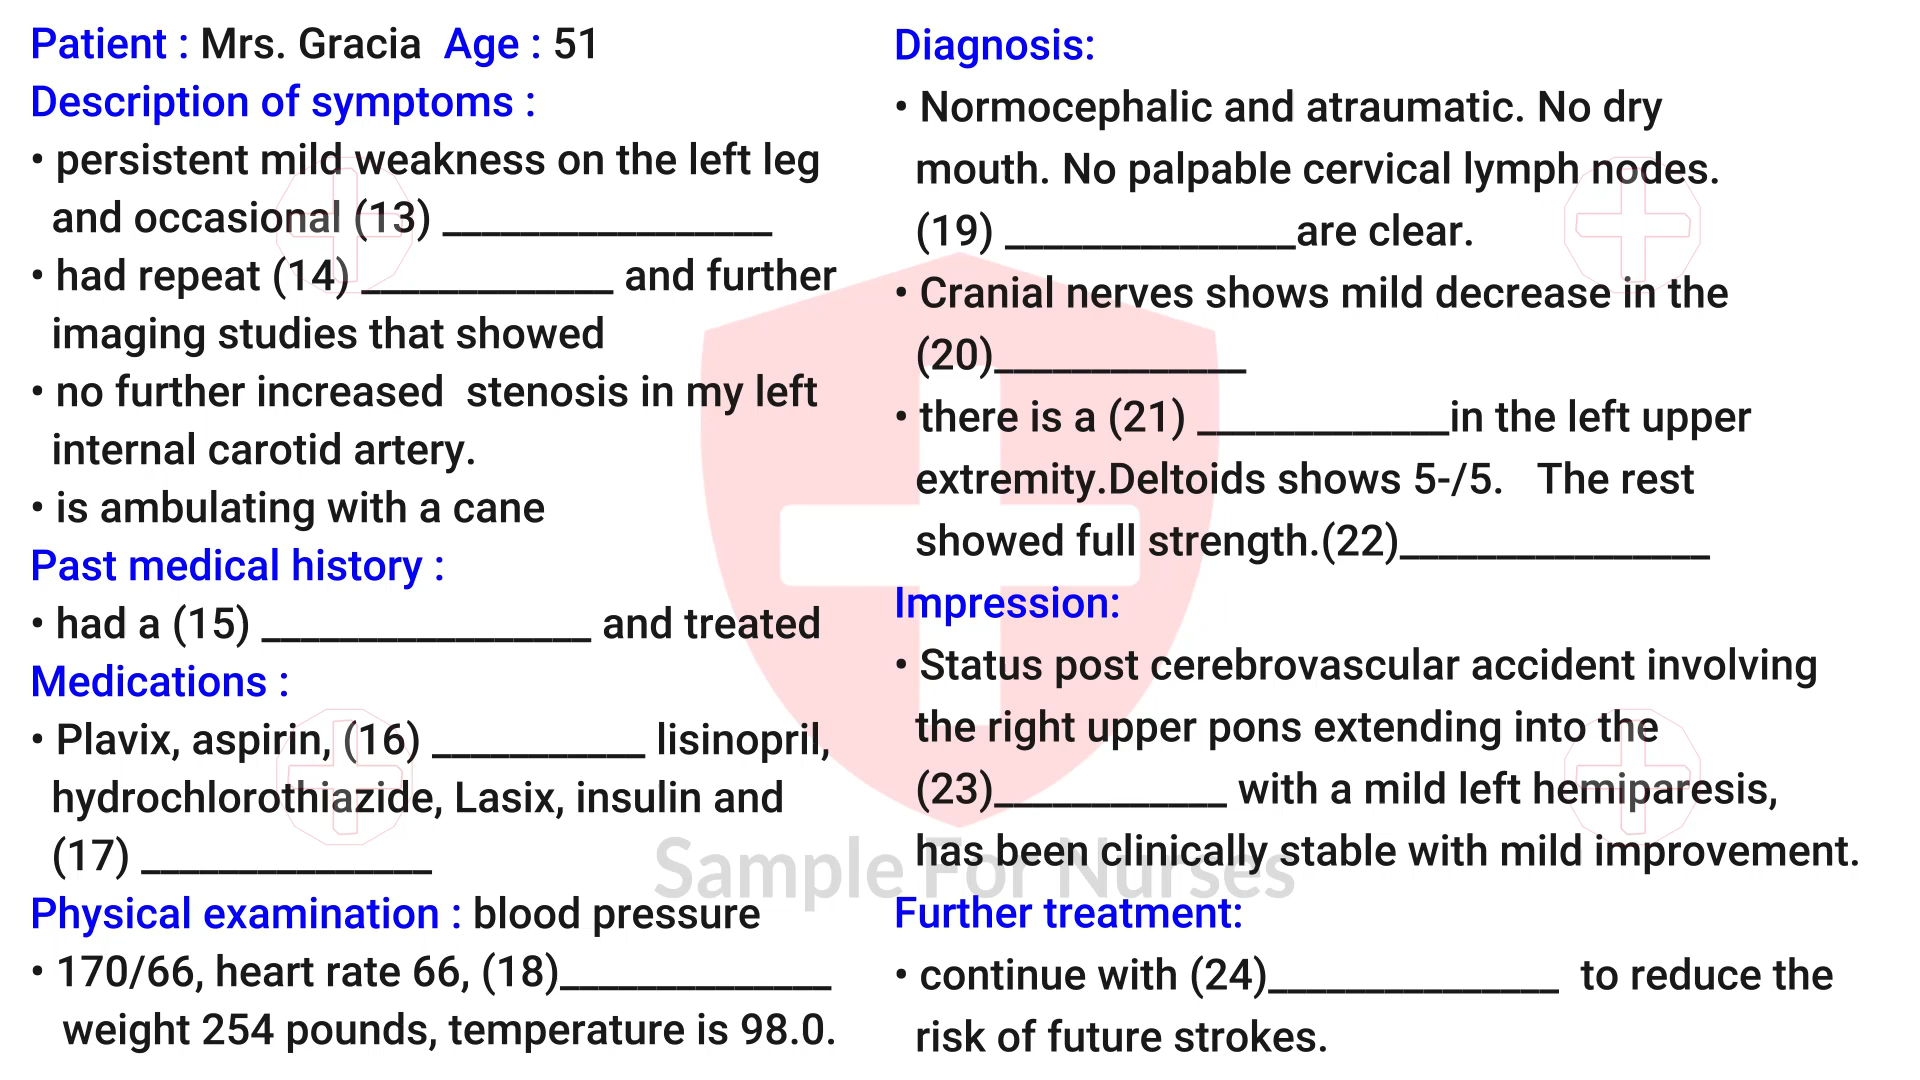 Patient : Mrs. Gracia Age : 51
Description of symptoms :
• persistent mild weakness on the left leg
and occasional (13) _________________
• had repeat (14) _____________ and further
imaging studies that showed
• no further increased stenosis in my left
internal carotid artery.
• is ambulating with a cane
Past medical history :
• had a (15) _________________ and treated
Medications :
• Plavix, aspirin, (16) ___________ lisinopril,
hydrochlorothiazide, Lasix, insulin and
(17) _______________
Physical examination : blood pressure
• 170/66, heart rate 66, (18)______________
weight 254 pounds, temperature is 98.0.
Diagnosis:
• Normocephalic and atraumatic. No dry
mouth. No palpable cervical lymph nodes.
(19) _______________are clear.
• Cranial nerves shows mild decrease in the
(20)_____________
• there is a (21) _____________in the left upper
extremity.Deltoids shows 5-/5. The rest
showed full strength.(22)________________
Impression:
• Status post cerebrovascular accident involving
the right upper pons extending into the
(23)____________ with a mild left hemiparesis,
has been clinically stable with mild improvement.
Further treatment:
• continue with (24)_______________ to reduce the
risk of future strokes.
Sample For Nurses